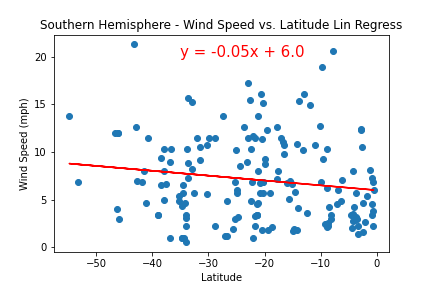 Southern Hemisphere - Wind Speed vs. Latitude Lin Regress
y = -0.05x + 6.0
20
15
10
5
0
Wind Speed (mph)
−50
−40
−30
−20
−10
0
Latitude